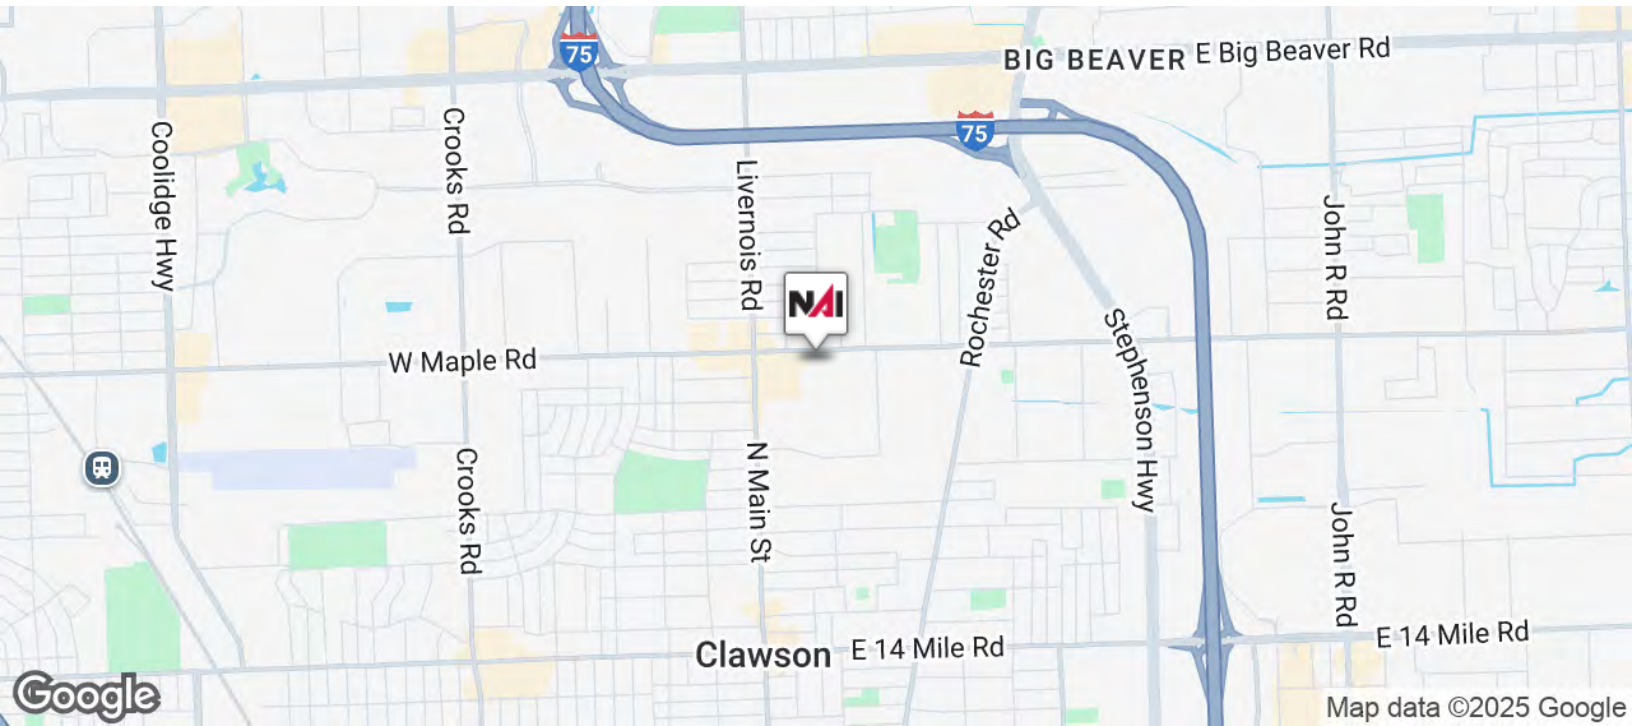 75
BIG BEAVER
E Big Beaver Rd
75
Coolidge Hwy
Crooks Rd
Livernois Rd
Rochester Rd
John R Rd
NAI
Stephenson Hwy
W Maple Rd
Crooks Rd
N Main St
John R Rd
Clawson
E 14 Mile Rd
E 14 Mile Rd
Google
Map data ©2025 Google